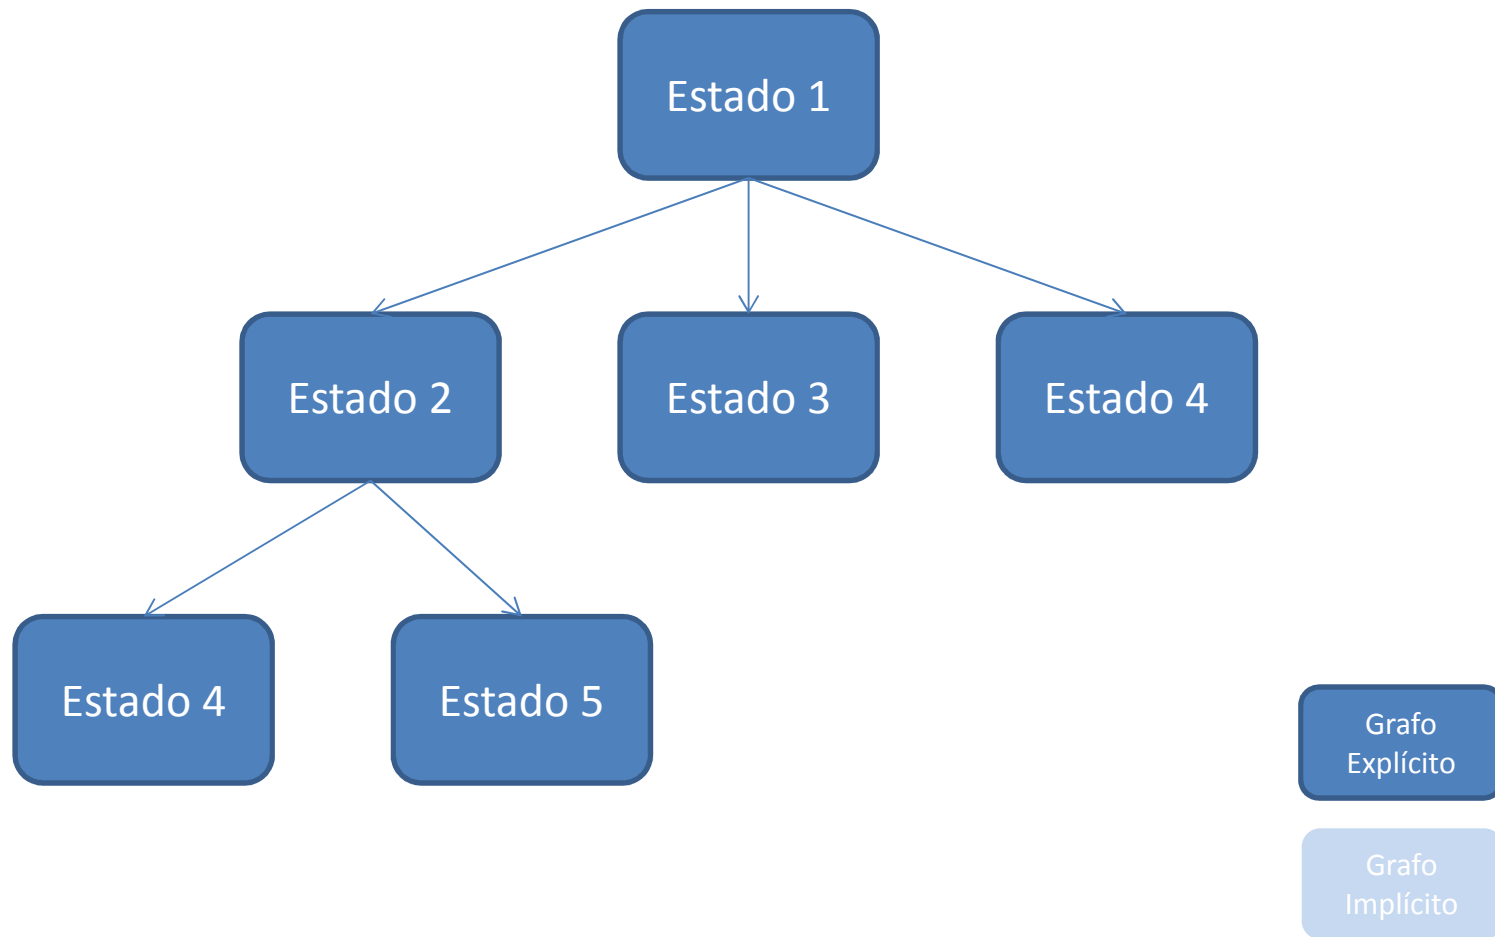 Estado 1
Estado 2
Estado 3
Estado 4
Estado 4
Estado 5
Grafo
Explícito
Grafo
Implícito